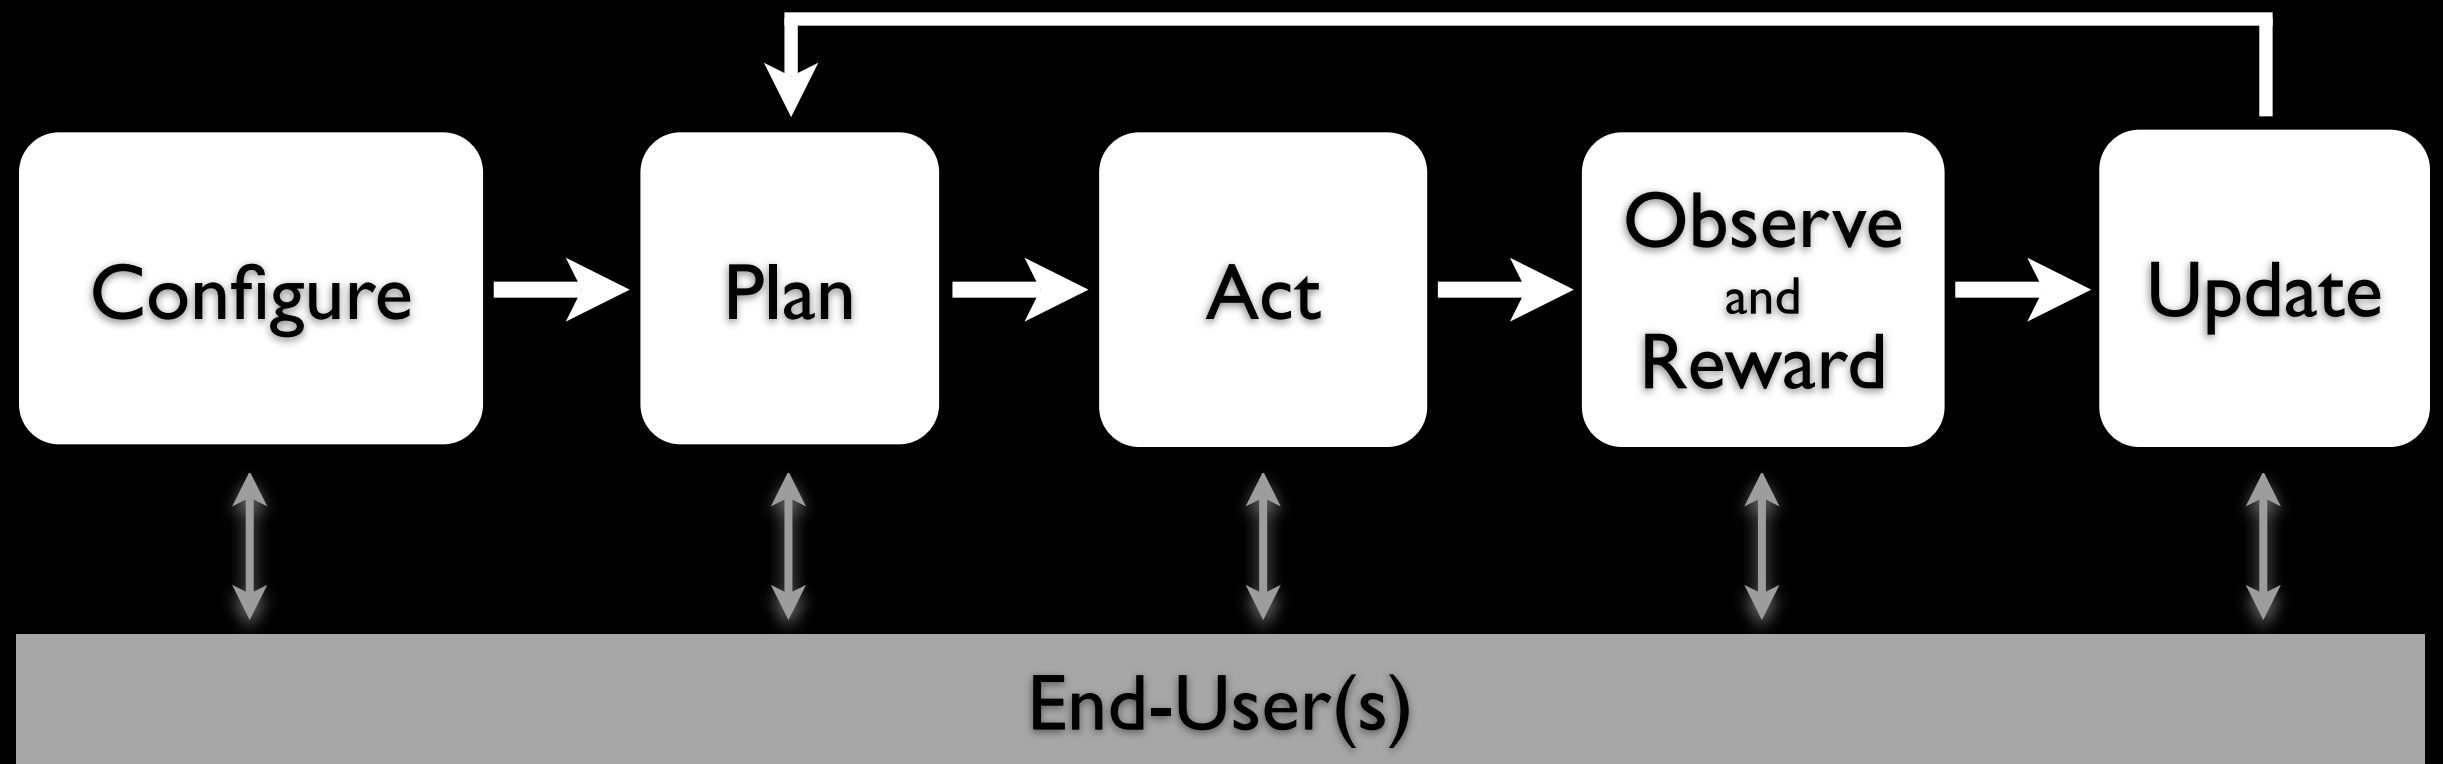 Configure
Plan
Act
Observe
and
Reward
Update
End-User(s)